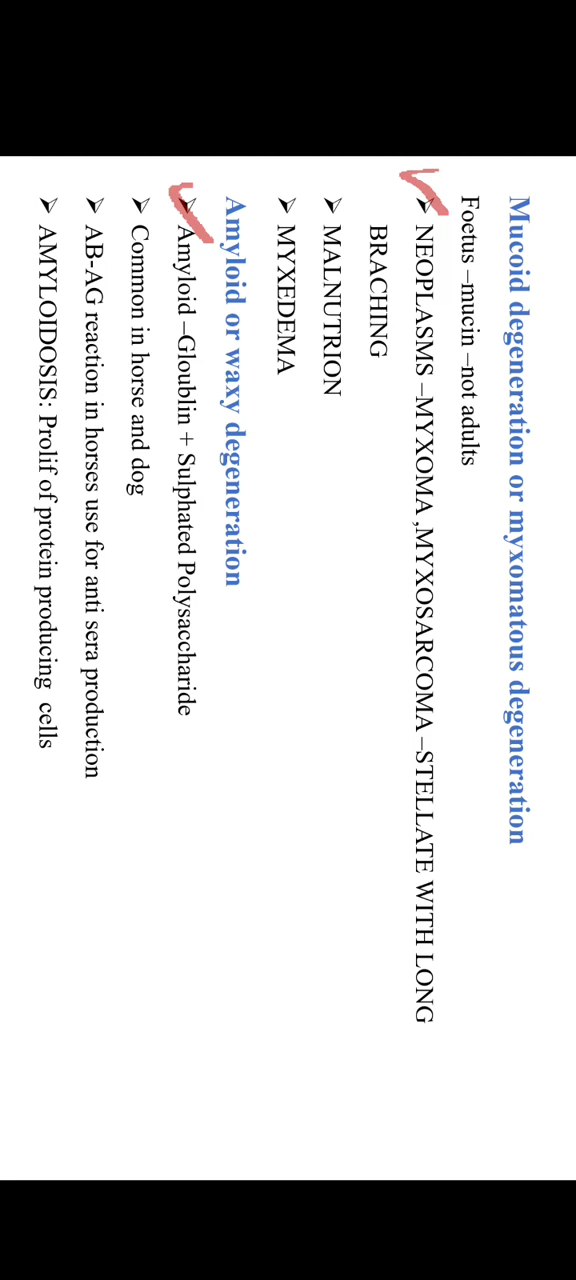 Mucoid degeneration or myxomatous degeneration
Foetus –mucin –not adults
➢ NEOPLASMS –MYXOMA ,MYXOSARCOMA –STELLATE WITH LONG
BRACHING
➢ MALNUTRION
➢ MYXEDEMA
Amyloid or waxy degeneration
➢ Amyloid –Gloublin + Sulphated Polysaccharide
➢ Common in horse and dog
➢ AB-AG reaction in horses use for anti sera production
➢ AMYLOIDOSIS: Prolif of protein producing cells